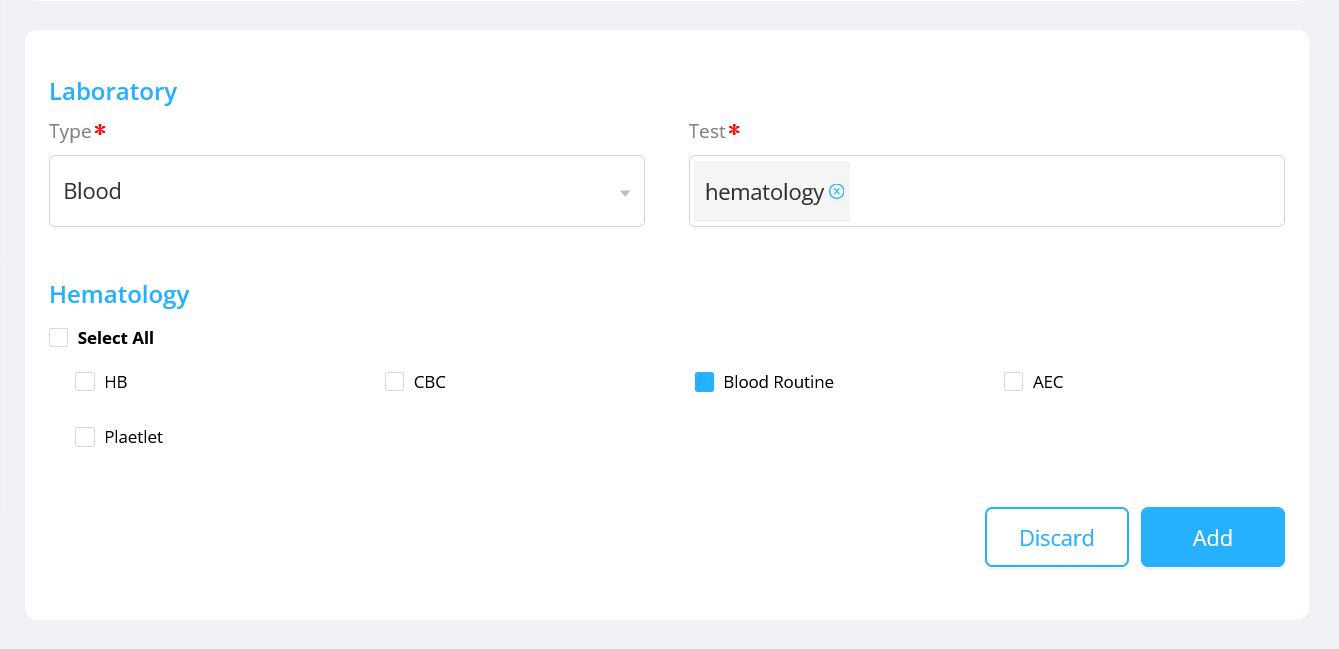 Laboratory
Type* Test*
Blood hematology
Hematology
Select All
HB CBC Blood Routine AEC
Plaetlet
Discard Add